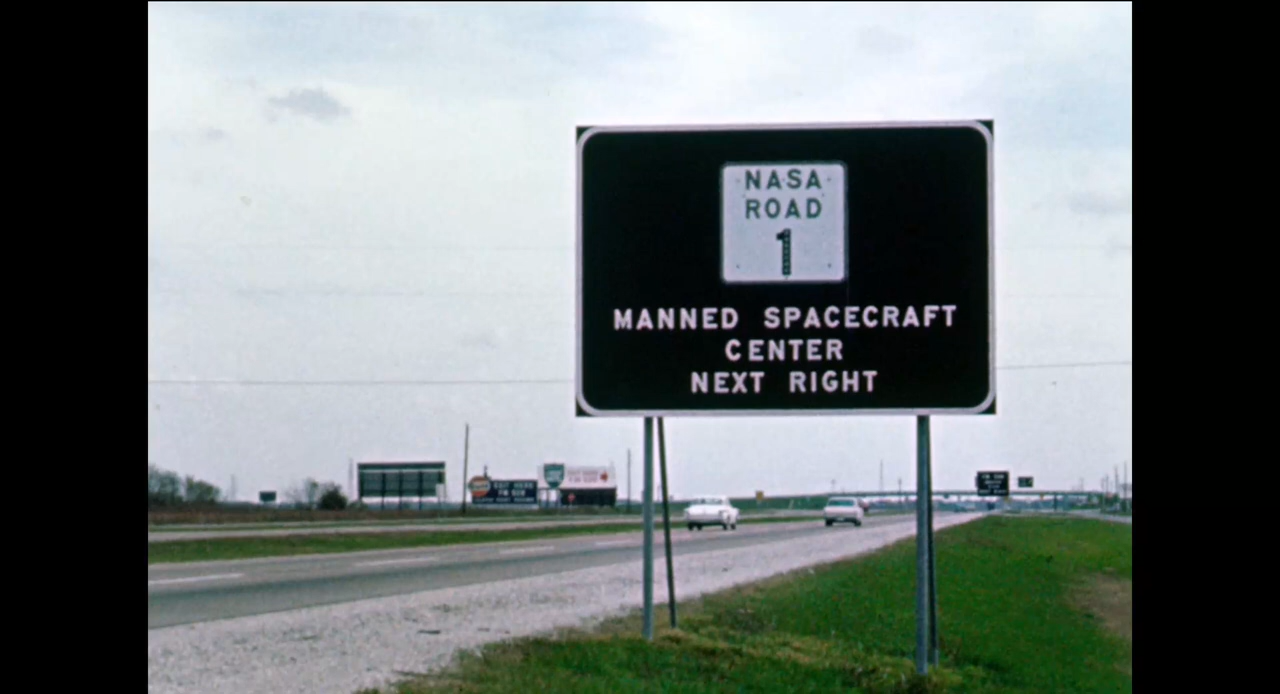 NASA
ROAD
1
MANNED SPACECRAFT
CENTER
NEXT RIGHT